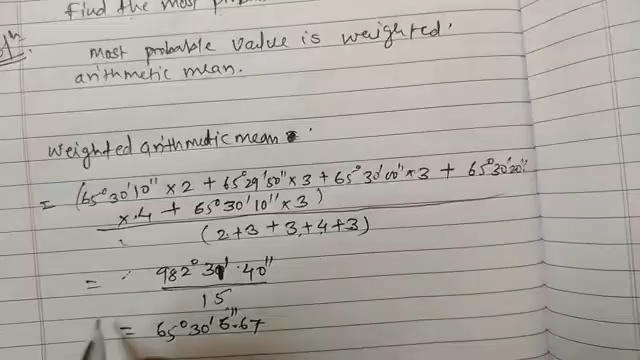 Find the most
most probable value is weighted
arithmetic mean.
weighted arithmetic mean :
= (65°30'10" × 2 + 65°29'50" × 3 + 65°30'00" × 3 + 65°30'20"
× 4 + 65°30'10" × 3)
(2 + 3 + 3 + 4 + 3)
= 982°30'40"
15
= 65°30'6.67"